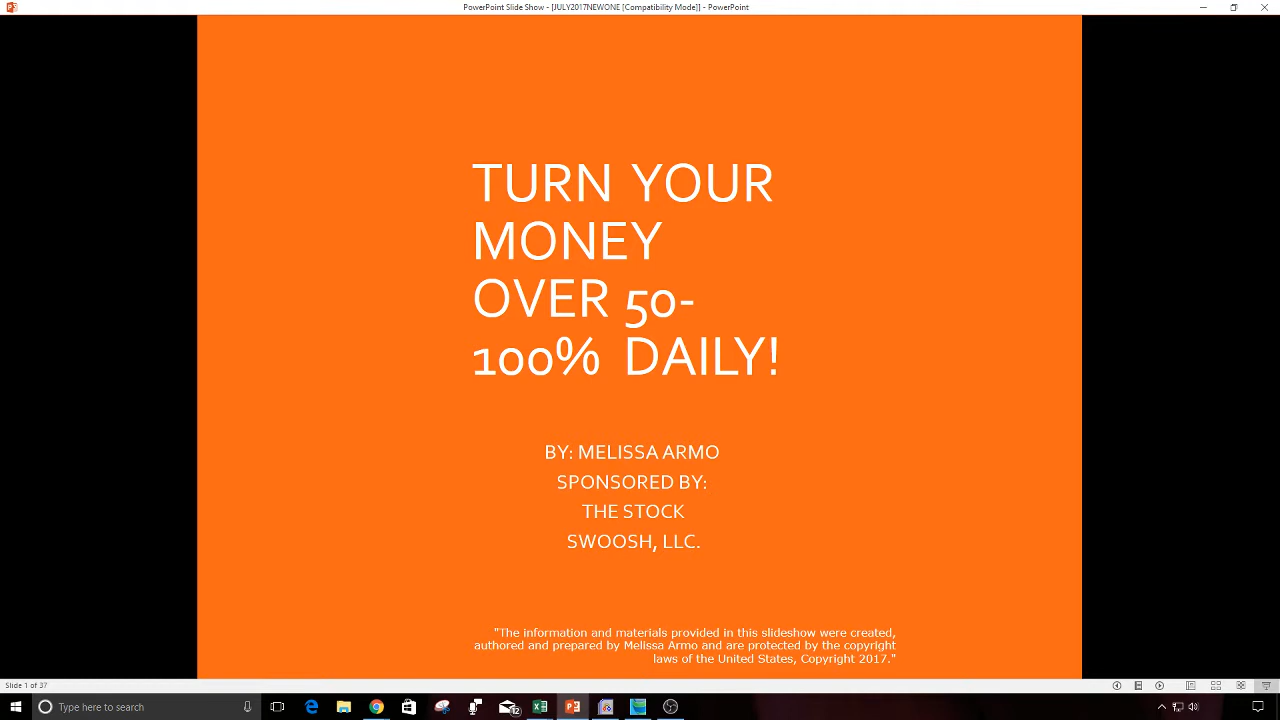 PowerPoint Slide Show - [JULY2017NEWONE [Compatibility Mode]] - PowerPoint
TURN YOUR
MONEY
OVER 50-
100% DAILY!
BY: MELISSA ARMO
SPONSORED BY:
THE STOCK
SWOOSH, LLC.
"The information and materials provided in this slideshow were created,
authored and prepared by Melissa Armo and are protected by the copyright
laws of the United States, Copyright 2017."
Slide 1 of 37
Type here to search
12